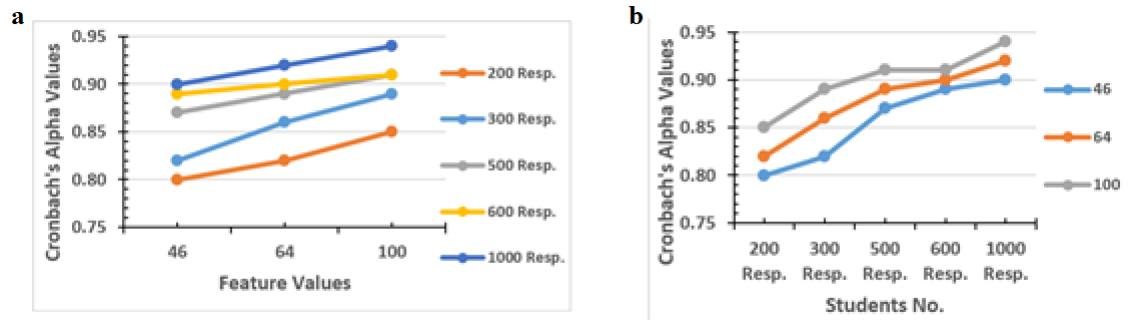 a
Cronbach's Alpha Values
0.95
0.90
0.85
0.80
0.75
46 64 100
Feature Values
200 Resp.
300 Resp.
500 Resp.
600 Resp.
1000 Resp.
b
Cronbach's Alpha Values
0.95
0.90
0.85
0.80
0.75
200 300 500 600 1000
Resp. Resp. Resp. Resp. Resp.
Students No.
46
64
100